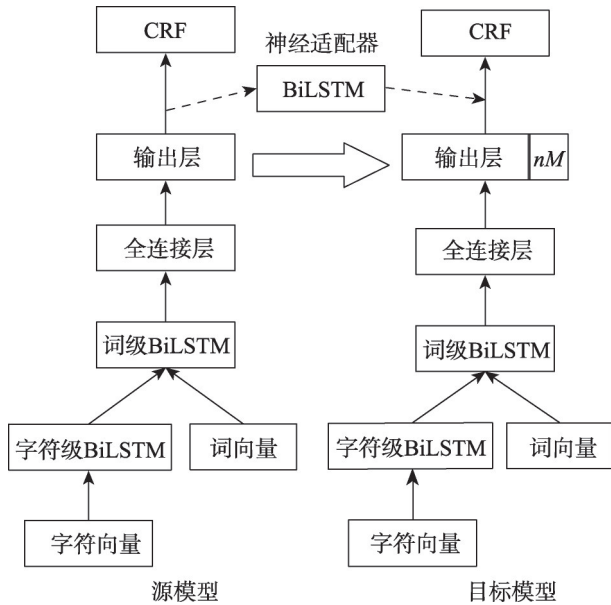 CRF
神经适配器
CRF
BiLSTM
输出层
输出层
nM
全连接层
全连接层
词级BiLSTM
词级BiLSTM
字符级BiLSTM
词向量
字符级BiLSTM
词向量
字符向量
字符向量
源模型
目标模型